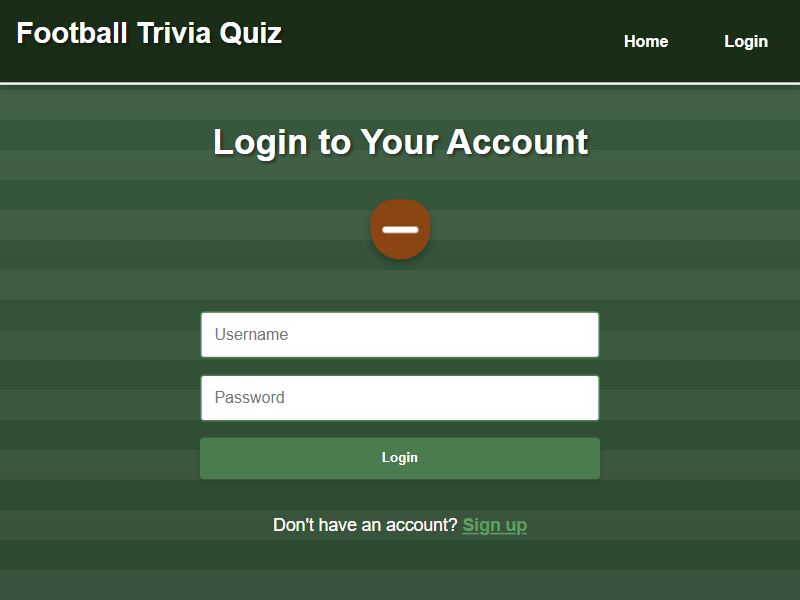 Football Trivia Quiz
Home
Login
Login to Your Account
Username
Password
Login
Don't have an account? Sign up